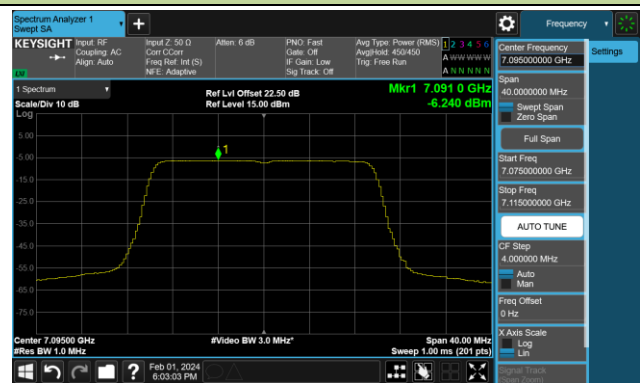 Spectrum Analyzer 1
Swept SA
+
Frequency
KEYSIGHT
Input: RF
Coupling: AC
Align: Auto
Input Z: 50 Ω
Corr CCorr
Freq Ref: Int (S)
NFE: Adaptive
Atten: 6 dB
PNO: Fast
Gate: Off
IF Gain: Low
Sig Track: Off
Avg Type: Power (RMS)
Avg|Hold: 450/450
Trig: Free Run
1 2 3 4 5 6
A W W W W W
A N N N N N
LXI
1 Spectrum
Scale/Div 10 dB
Log
Ref Lvl Offset 22.50 dB
Ref Level 15.00 dBm
Mkr1 7.091 0 GHz
-6.240 dBm
5.00
-5.00
-15.0
-25.0
-35.0
-45.0
-55.0
-65.0
-75.0
1
Center 7.09500 GHz
#Res BW 1.0 MHz
#Video BW 3.0 MHz*
Span 40.00 MHz
Sweep 1.00 ms (201 pts)
Feb 01, 2024
6:03:03 PM
?
Center Frequency
7.095000000 GHz
Settings
Span
40.0000000 MHz
Swept Span
Zero Span
Full Span
Start Freq
7.075000000 GHz
Stop Freq
7.115000000 GHz
AUTO TUNE
CF Step
4.000000 MHz
Auto
Man
Freq Offset
0 Hz
X Axis Scale
Log
Lin
Signal Track
(Span Zoom)